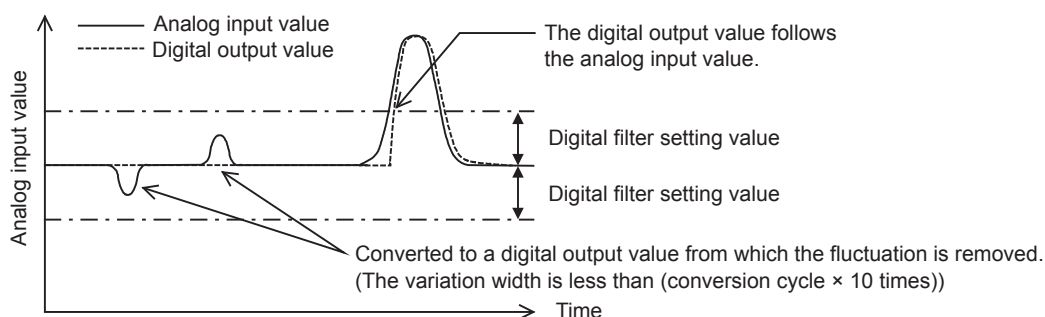 Analog input value
Digital output value
The digital output value follows
the analog input value.
Analog input value
Digital filter setting value
Digital filter setting value
Converted to a digital output value from which the fluctuation is removed.
(The variation width is less than (conversion cycle × 10 times))
Time